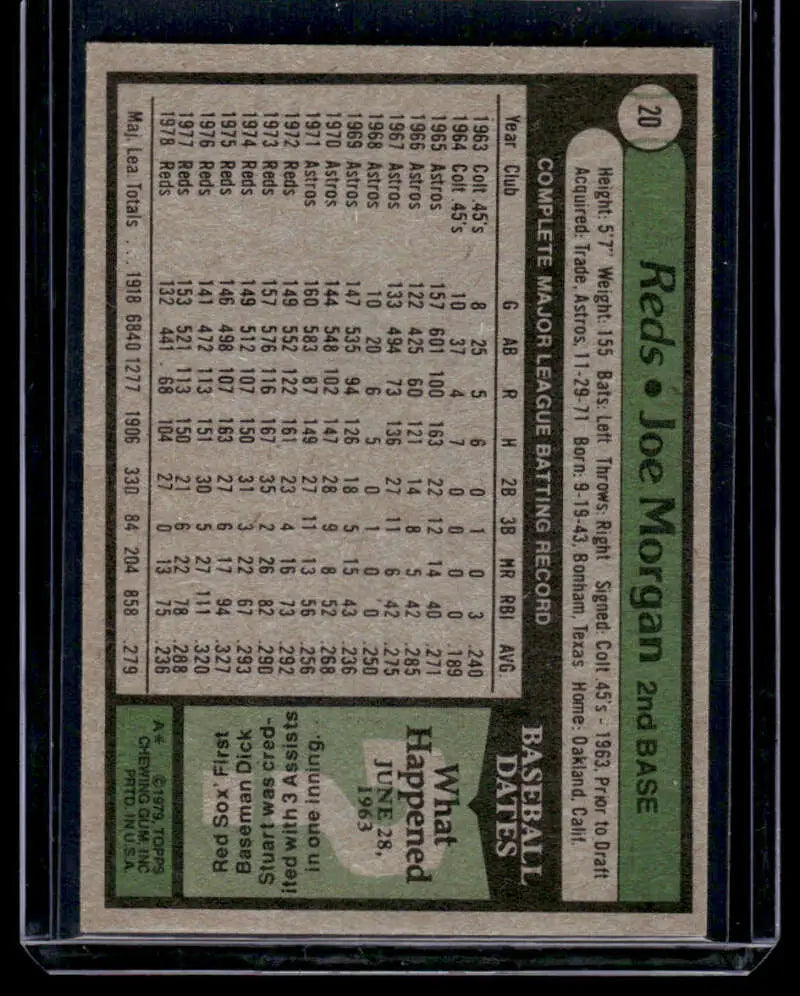 20
Reds • Joe Morgan 2nd BASE
Height: 5'7" Weight: 155 Bats: Left Throws: Right Signed: Colt .45's - 1963, Prior to Draft
Acquired: Trade, Astros, 11-29-71 Born: 9-19-43, Bonham, Texas Home: Oakland, Calif.
COMPLETE MAJOR LEAGUE BATTING RECORD
Year Club G AB R H 2B 3B HR RBI AVG.
1963 Colt .45's 8 25 5 6 0 1 0 3 .240
1964 Colt .45's 10 37 4 7 0 0 0 0 .189
1965 Astros 157 601 100 163 22 12 14 40 .271
1966 Astros 122 425 60 121 14 8 5 42 .285
1967 Astros 133 494 73 136 27 11 6 42 .275
1968 Astros 10 20 6 5 0 1 0 0 .250
1969 Astros 147 535 94 126 18 5 15 43 .236
1970 Astros 144 548 102 147 28 9 8 52 .268
1971 Astros 160 583 87 149 27 11 13 56 .256
1972 Reds 149 552 122 161 23 4 16 73 .292
1973 Reds 157 576 116 167 35 2 26 82 .290
1974 Reds 149 512 107 150 31 3 22 67 .293
1975 Reds 146 498 107 163 27 6 17 94 .327
1976 Reds 141 472 113 151 30 5 27 111 .320
1977 Reds 153 521 113 150 21 6 22 78 .288
1978 Reds 132 441 68 104 27 0 13 75 .236
Maj. Lea. Totals ... 1918 6840 1277 1906 330 84 204 858 .279
BASEBALL
DATES
What
Happened
JUNE 28,
1963
Red Sox' First
Baseman Dick
Stuart was cred-
ited with 3 Assists
in one inning.
A* ©1979, TOPPS
CHEWING GUM, INC.
PRTD. IN U.S.A.